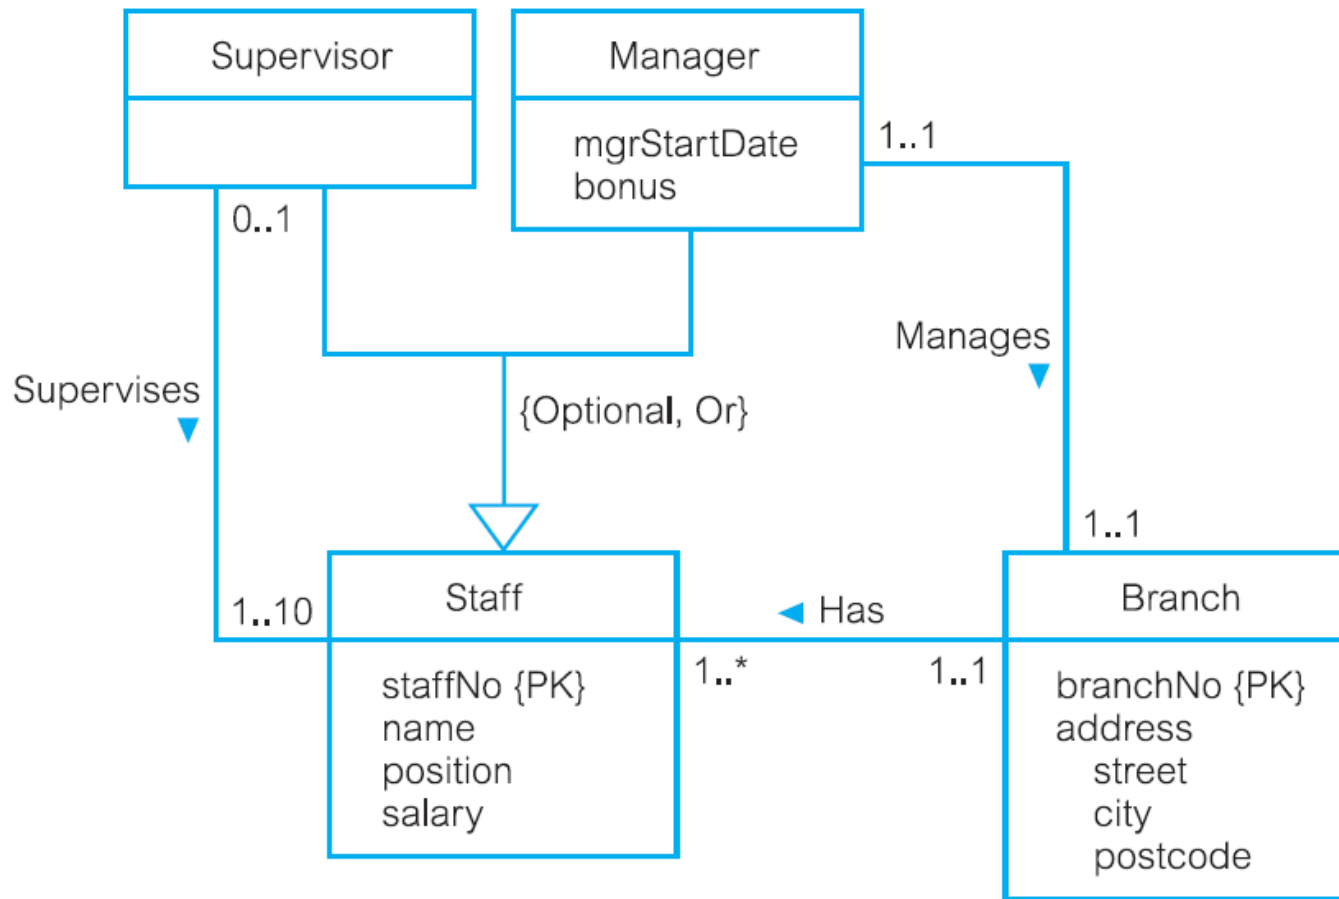 Supervisor
Manager
mgrStartDate
bonus
1..1
0..1
Manages
Supervises
{Optional, Or}
1..1
Staff
Branch
1..10
Has
1..*
1..1
staffNo {PK}
name
position
salary
branchNo {PK}
address
street
city
postcode